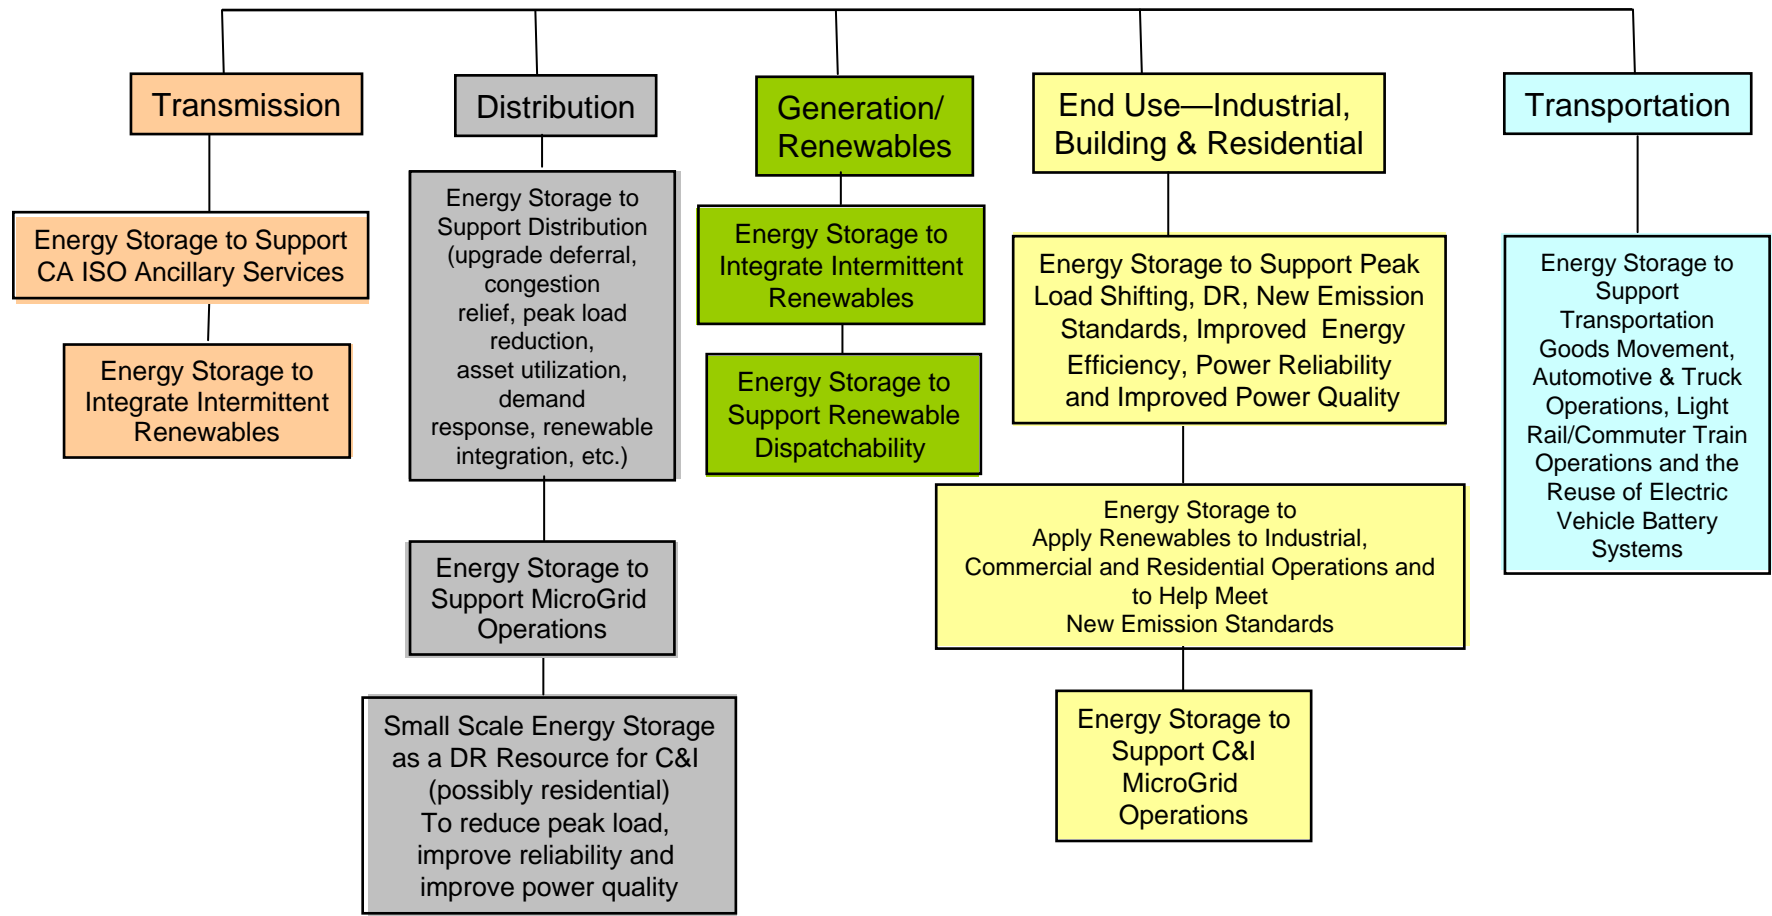 Transmission
Energy Storage to Support
CA ISO Ancillary Services
Energy Storage to
Integrate Intermittent
Renewables
Distribution
Energy Storage to
Support Distribution
(upgrade deferral,
congestion
relief, peak load
reduction,
asset utilization,
demand
response, renewable
integration, etc.)
Energy Storage to
Support MicroGrid
Operations
Small Scale Energy Storage
as a DR Resource for C&I
(possibly residential)
To reduce peak load,
improve reliability and
improve power quality
Generation/
Renewables
Energy Storage to
Integrate Intermittent
Renewables
Energy Storage to
Support Renewable
Dispatchability
End Use—Industrial,
Building & Residential
Energy Storage to Support Peak
Load Shifting, DR, New Emission
Standards, Improved Energy
Efficiency, Power Reliability
and Improved Power Quality
Energy Storage to
Apply Renewables to Industrial,
Commercial and Residential Operations and
to Help Meet
New Emission Standards
Energy Storage to
Support C&I
MicroGrid
Operations
Transportation
Energy Storage to
Support
Transportation
Goods Movement,
Automotive & Truck
Operations, Light
Rail/Commuter Train
Operations and the
Reuse of Electric
Vehicle Battery
Systems